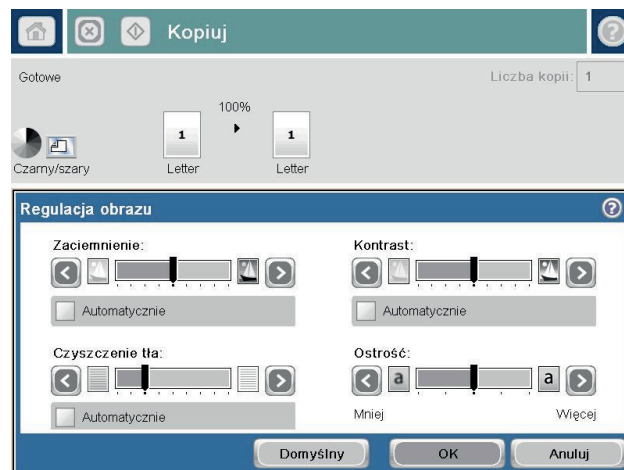 Kopiuj
Gotowe
Liczba kopii: 1
100%
1 1
Czarny/szary Letter Letter
Regulacja obrazu
Zaciemnienie: Kontrast:
Automatycznie Automatycznie
Czyszczenie tła: Ostrość:
a a
Automatycznie Mniej Więcej
Domyślny OK Anuluj